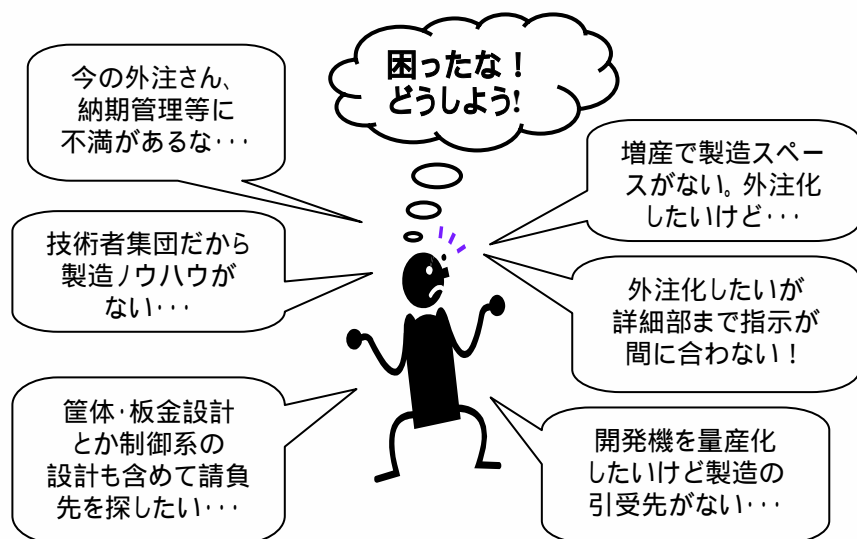 困ったな！
どうしよう!
今の外注さん、
納期管理等に
不満があるな･･･
増産で製造スペー
スがない。外注化
したいけど･･･
技術者集団だから
製造ノウハウが
ない･･･
外注化したいが
詳細部まで指示が
間に合わない！
筐体･板金設計
とか制御系の
設計も含めて請負
先を探したい･･･
開発機を量産化
したいけど製造の
引受先がない･･･